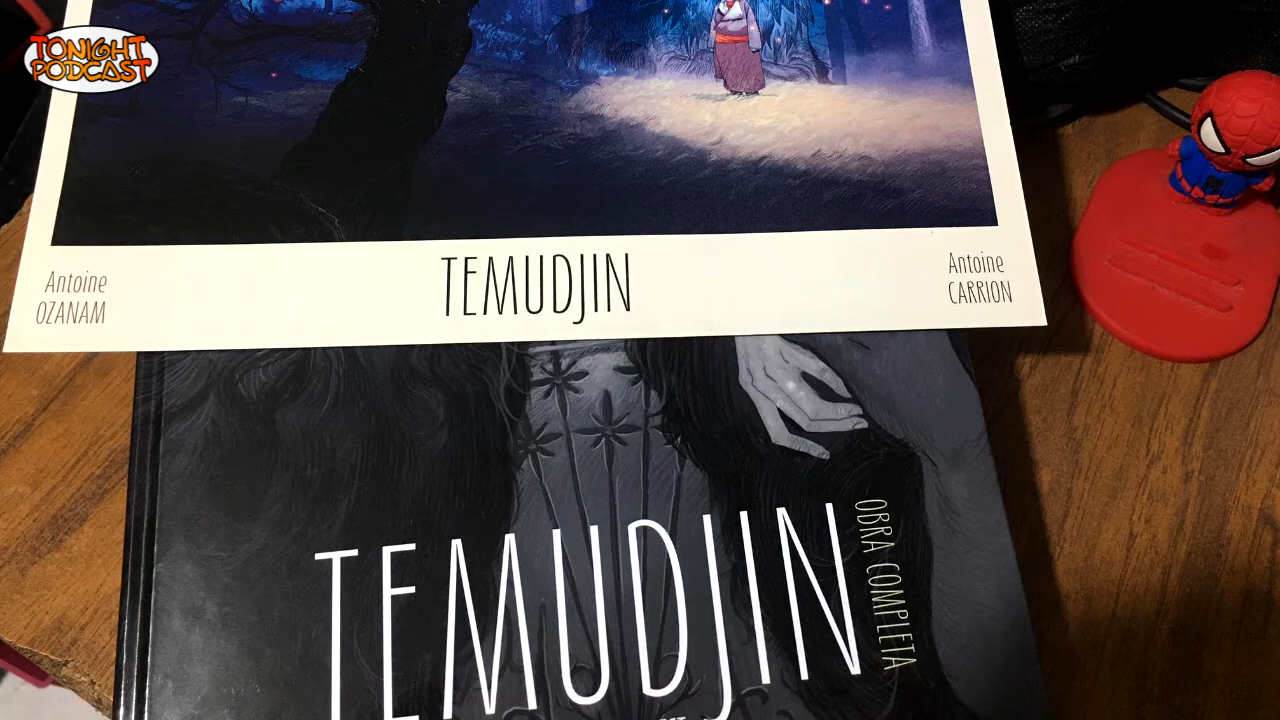 TONIGHT
PODCAST
Antoine
OZANAM
TEMUDJIN
Antoine
CARRION
TEMUDJIN
OBRA COMPLETA